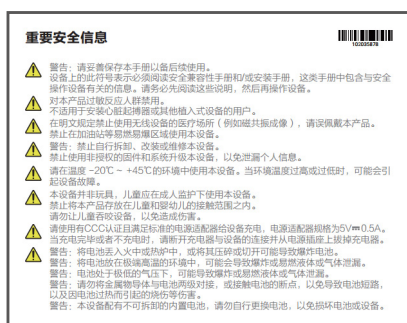 重要安全信息
102035878
警告：请妥善保存本手册以备后续使用。
设备上的此符号表示必须阅读安全兼容性手册和/或安装手册，这类手册中包含与安全
操作设备有关的信息。请务必先阅读这些说明，然后再操作设备。
对本产品过敏反应人群禁用。
不适用于安装心脏起搏器或其他植入式设备的用户。
在明文规定禁止使用无线设备的医疗场所（例如磁共振成像），请误佩戴本产品。
禁止在加油站等易燃易爆区域使用本设备。
警告：禁止自行拆卸、改装或维修本设备。
禁止使用非授权的固件和系统升级本设备，以免泄漏个人信息。
请在温度 -20℃ ~ +45℃的环境中使用本设备。当环境温度过高或过低时，可能会引
起设备故障。
本设备并非玩具，儿童应在成人监护下使用本设备。
禁止将本产品存放在儿童和婴幼儿的接触范围之内。
请勿让儿童吞咬设备，以免造成伤害。
请使用有CCC认证且满足标准的电源适配器给设备充电，电源适配器规格为5V⎓0.5A。
当充电完毕或者不充电时，请断开充电器与设备的连接并从电源插座上拔掉充电器。
警告：将电池丢入火中或热炉中，或将其压碎或切开可能导致爆炸电池。
警告：将电池放在极端高温的环境中，可能会导致爆炸或易燃液体或气体泄漏。
警告：电池处于极低的气压下，可能导致爆炸或易燃液体或气体泄漏。
警告：请勿将金属物导体与电池两级对接，或接触电池的断点，以免导致电池短路，
以及因电池过热而引起的烧伤等伤害。
警告：本设备配有不可拆卸的内置电池，请勿自行更换电池，以免损坏电池或设备。